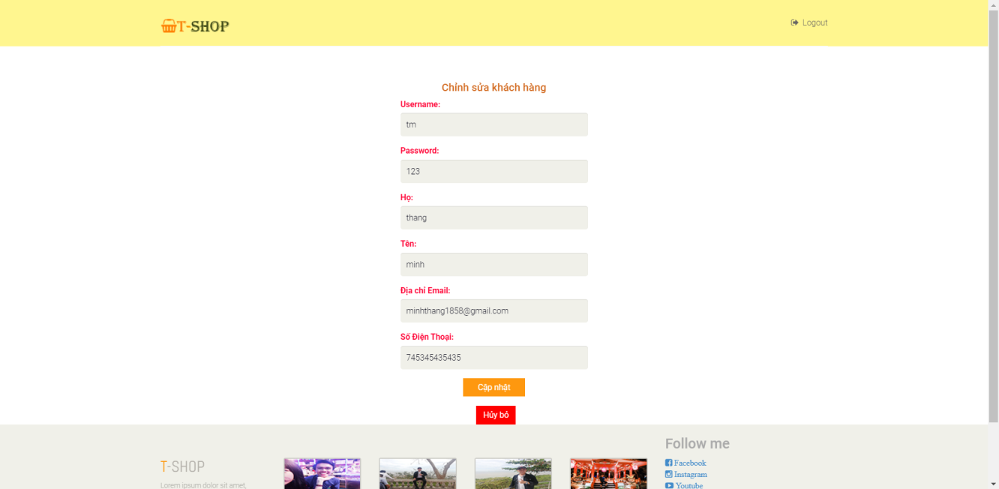 T-SHOP
Logout
Chỉnh sửa khách hàng
Username:
tm
Password:
123
Họ:
thang
Tên:
minh
Địa chỉ Email:
minhthang1858@gmail.com
Số Điện Thoại:
745345435435
Cập nhật
Hủy bỏ
T-SHOP
Lorem ipsum dolor sit amet,
Follow me
Facebook
Instagram
Youtube